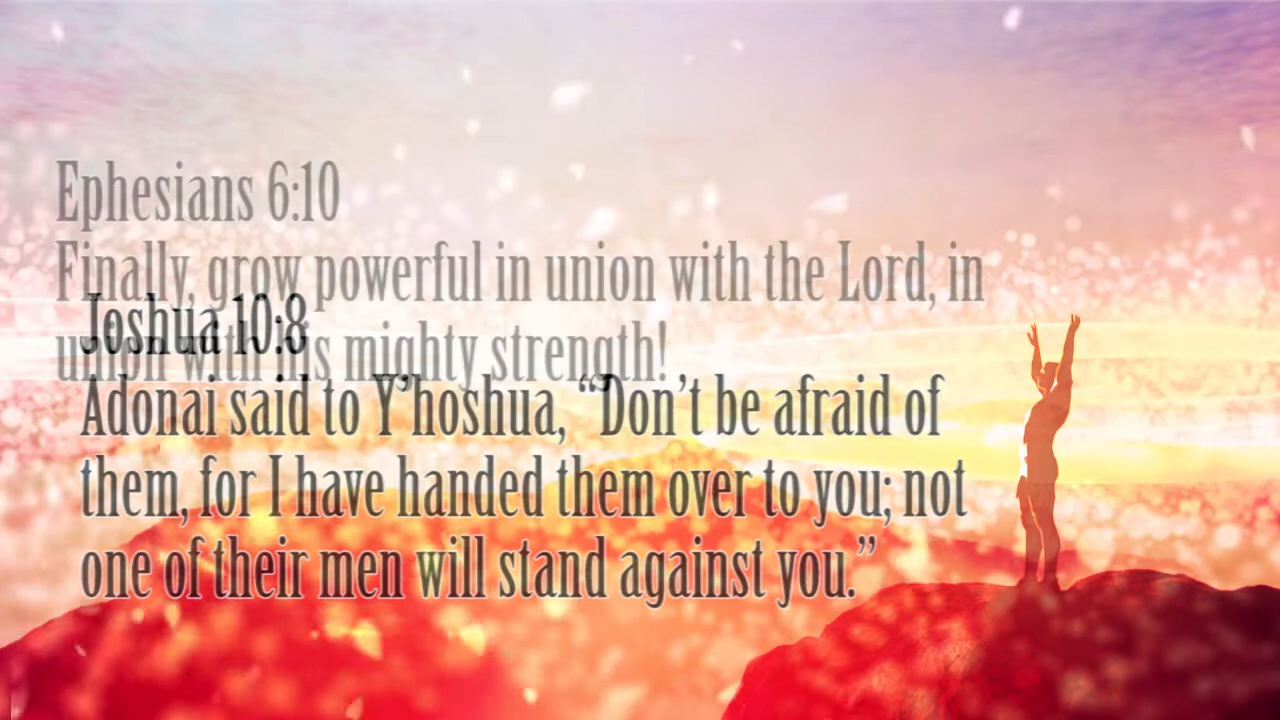 Ephesians 6:10
Finally, grow powerful in union with the Lord, in
union with his mighty strength!
Joshua 10:8
Adonai said to Y’hoshua, “Don’t be afraid of
them, for I have handed them over to you; not
one of their men will stand against you.”